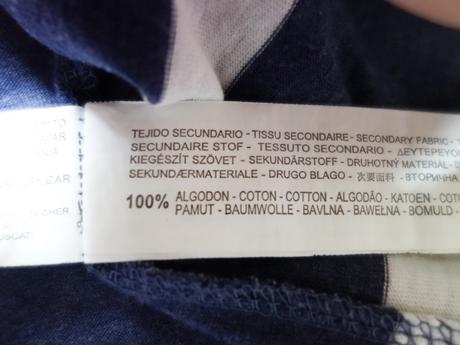 TEJIDO SECUNDARIO - TISSU SECONDAIRE - SECONDARY FABRIC -
SECUNDAIRE STOF - TESSUTO SECONDARIO - ΔΕΥΤΕΡΕΥΟ
KIEGÉSZÍT SZÖVET - SEKUNDÄRSTOFF - DRUHOTNÝ MATERIÁL -
SEKUNDÆRMATERIALE - DRUGO BLAGO - 次要面料 - ВТОРИЧНА
100% ALGODON - COTON - COTTON - ALGODÃO - KATOEN - COT
PAMUT - BAUMWOLLE - BAVLNA - BAWEŁNA - BOMULD -